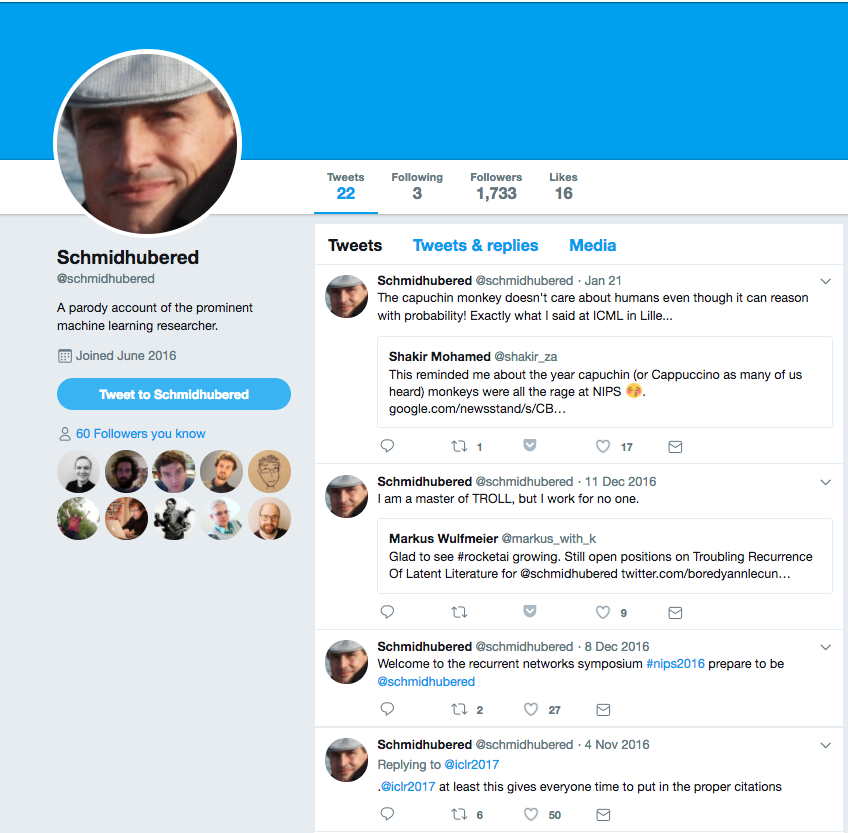 Tweets
22
Following
3
Followers
1,733
Likes
16
Schmidhubered
@schmidhubered
A parody account of the prominent
machine learning researcher.
Joined June 2016
Tweet to Schmidhubered
60 Followers you know
Tweets Tweets & replies Media
Schmidhubered @schmidhubered · Jan 21
The capuchin monkey doesn't care about humans even though it can reason
with probability! Exactly what I said at ICML in Lille...
Shakir Mohamed @shakir_za
This reminded me about the year capuchin (or Cappuccino as many of us
heard) monkeys were all the rage at NIPS 😚.
google.com/newsstand/s/CB…
1 17
Schmidhubered @schmidhubered · 11 Dec 2016
I am a master of TROLL, but I work for no one.
Markus Wulfmeier @markus_with_k
Glad to see #rocketai growing. Still open positions on Troubling Recurrence
Of Latent Literature for @schmidhubered twitter.com/boredyannlecun…
9
Schmidhubered @schmidhubered · 8 Dec 2016
Welcome to the recurrent networks symposium #nips2016 prepare to be
@schmidhubered
2 27
Schmidhubered @schmidhubered · 4 Nov 2016
Replying to @iclr2017
.@iclr2017 at least this gives everyone time to put in the proper citations
6 50